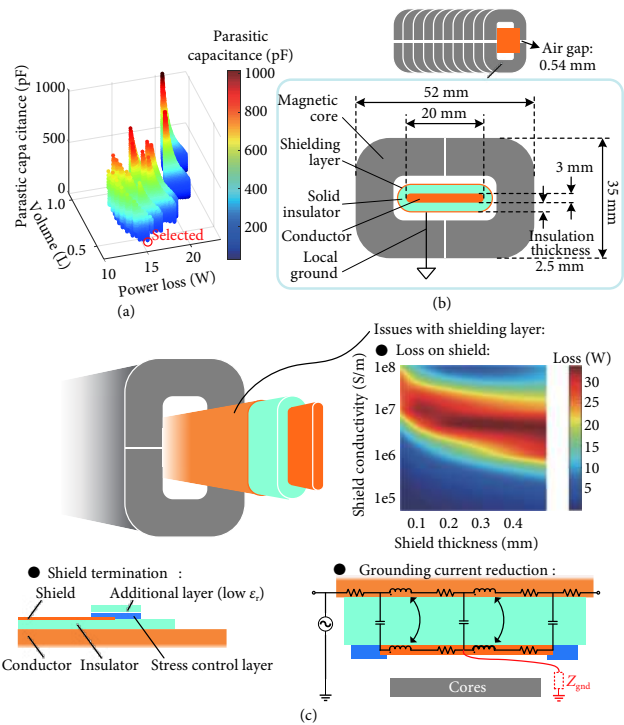 (a)
Parasitic
capacitance (pF)
1000
800
600
400
200
Parastic capa citance (pF)
1000
500
0
Volume (L)
1.0
0.5
Selected
10
15
20
Power loss (W)
Air gap:
0.54 mm
52 mm
20 mm
Magnetic
core
Shielding
layer
Solid
insulator
Conductor
Local
ground
3 mm
35 mm
Insulation
thickness
2.5 mm
(b)
Issues with shielding layer:
● Loss on shield:
Shield conductivity (S/m)
1e8
1e7
1e6
1e5
0.1 0.2 0.3 0.4
Shield thickness (mm)
Loss (W)
30
25
20
15
10
5
0
● Shield termination :
Additional layer (low εr)
Shield
Conductor
Insulator
Stress control layer
● Grounding current reduction :
Zgnd
Cores
(c)